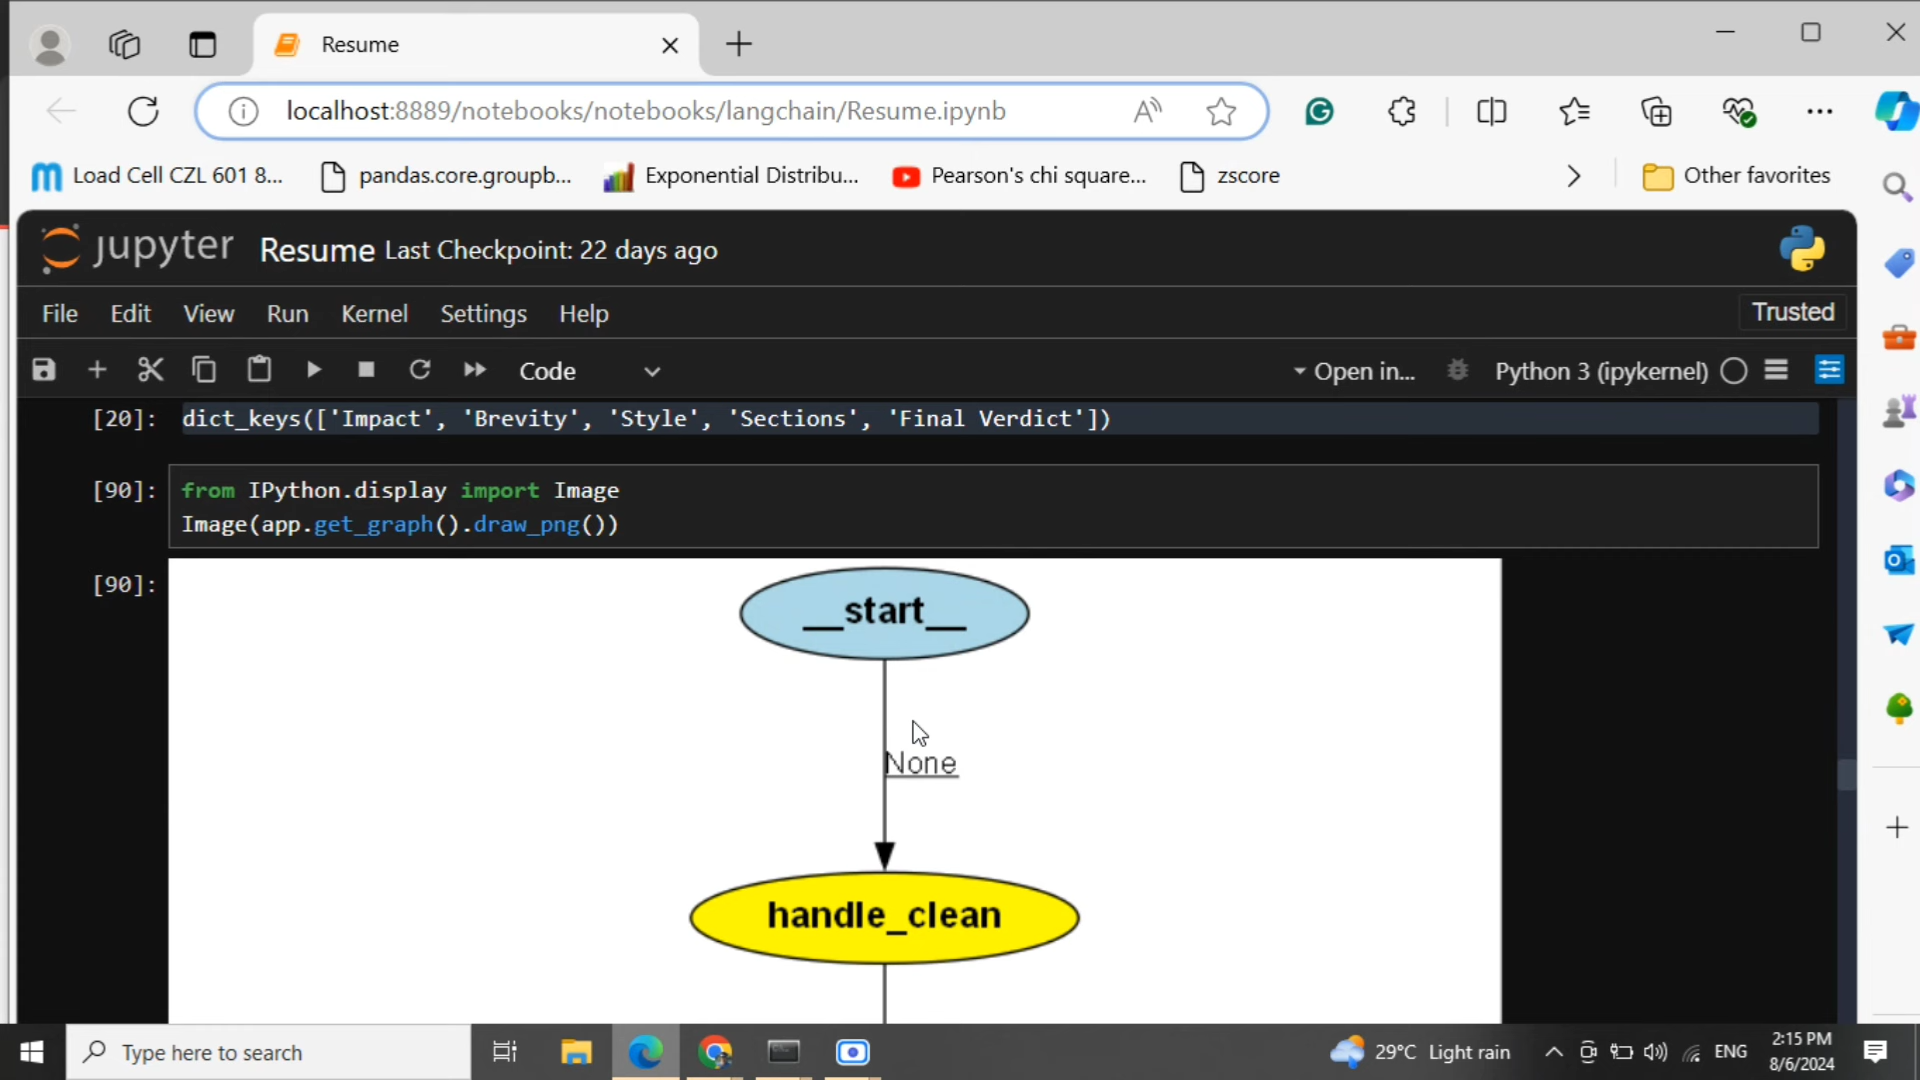 Resume
localhost:8889/notebooks/notebooks/langchain/Resume.ipynb
Load Cell CZL 601 8...
pandas.core.groupb...
Exponential Distribu...
Pearson's chi square...
zscore
Other favorites
jupyter Resume Last Checkpoint: 22 days ago
File Edit View Run Kernel Settings Help
Trusted
Code
Open in...
Python 3 (ipykernel)
[20]: dict_keys(['Impact', 'Brevity', 'Style', 'Sections', 'Final Verdict'])
[90]: from IPython.display import Image
Image(app.get_graph().draw_png())
[90]:
__start__
None
handle_clean
Type here to search
29°C Light rain
ENG
2:15 PM
8/6/2024